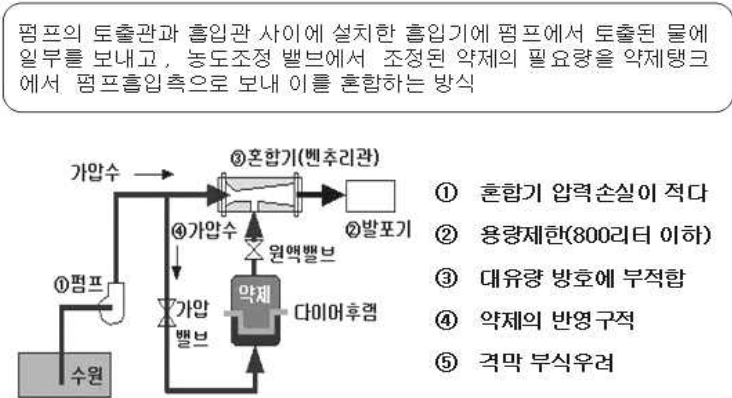 펌프의 토출관과 흡입관 사이에 설치한 흡입기에 펌프에서 토출된 물에
일부를 보내고, 농도조정 밸브에서 조정된 약제의 필요량을 약제탱크
에서 펌프흡입측으로 보내 이를 혼합하는 방식
③혼합기(벤추리관)
가압수
④가압수
②발포기
원액밸브
①펌프
약제
가압
밸브
다이어후램
수원
① 혼합기 압력손실이 적다
② 용량제한(800리터 이하)
③ 대유량 방호에 부적합
④ 약제의 반영구적
⑤ 격막 부식우려